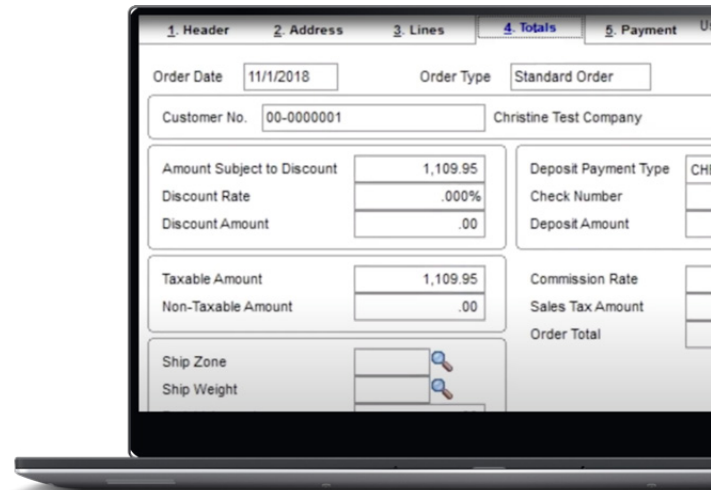 1. Header 2. Address 3. Lines 4. Totals 5. Payment
Order Date 11/1/2018 Order Type Standard Order
Customer No. 00-0000001 Christine Test Company
Amount Subject to Discount 1,109.95
Discount Rate .000%
Discount Amount .00
Deposit Payment Type
Check Number
Deposit Amount
Taxable Amount 1,109.95
Non-Taxable Amount .00
Commission Rate
Sales Tax Amount
Order Total
Ship Zone
Ship Weight